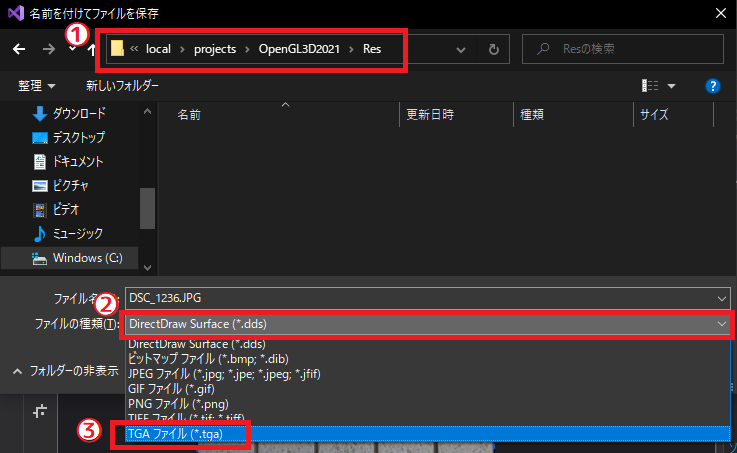 名前を付けてファイルを保存
①
« local › projects › OpenGL3D2021 › Res
Resの検索
整理 新しいフォルダー
名前 更新日時 種類 サイズ
ダウンロード
デスクトップ
ドキュメント
ピクチャ
ビデオ
ミュージック
Windows (C:)
②
DSC_1236.JPG
ファイルの種類(T): DirectDraw Surface (*.dds)
DirectDraw Surface (*.dds)
ビットマップ ファイル (*.bmp; *.dib)
JPEG ファイル (*.jpg; *.jpe; *.jpeg; *.jfif)
フォルダーの非表示
GIF ファイル (*.gif)
PNG ファイル (*.png)
TIFF ファイル (*.tif; *.tiff)
③
TGA ファイル (*.tga)